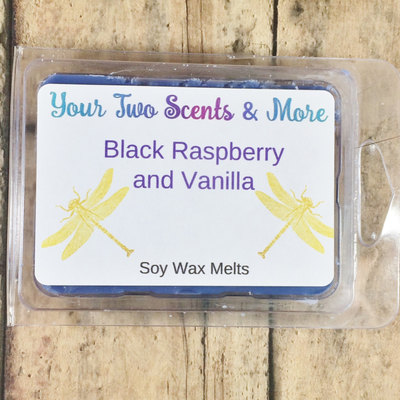 Your Two Scents & More
Black Raspberry
and Vanilla
Soy Wax Melts